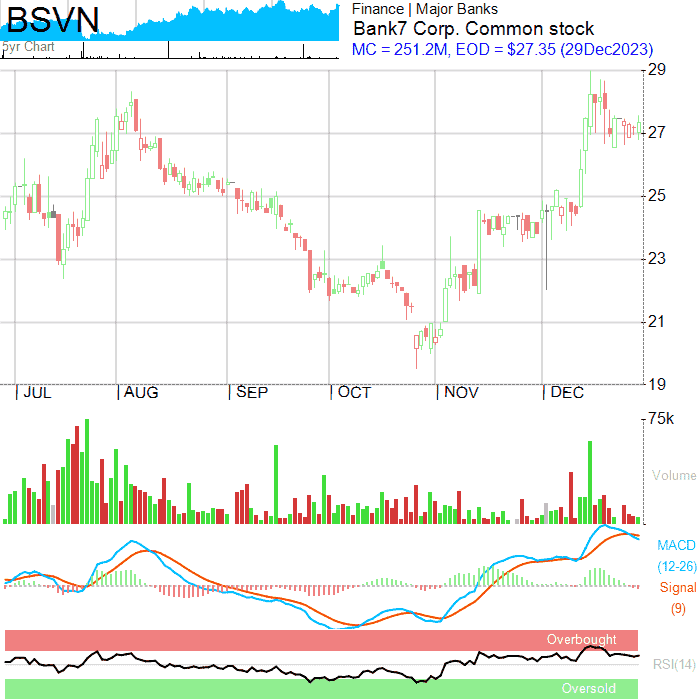 BSVN
5yr Chart
Finance | Major Banks
Bank7 Corp. Common stock
MC = 251.2M, EOD = $27.35 (29Dec2023)
29
27
25
23
21
19
JUL AUG SEP OCT NOV DEC
75k
Volume
MACD
(12-26)
Signal
(9)
Overbought
RSI(14)
Oversold